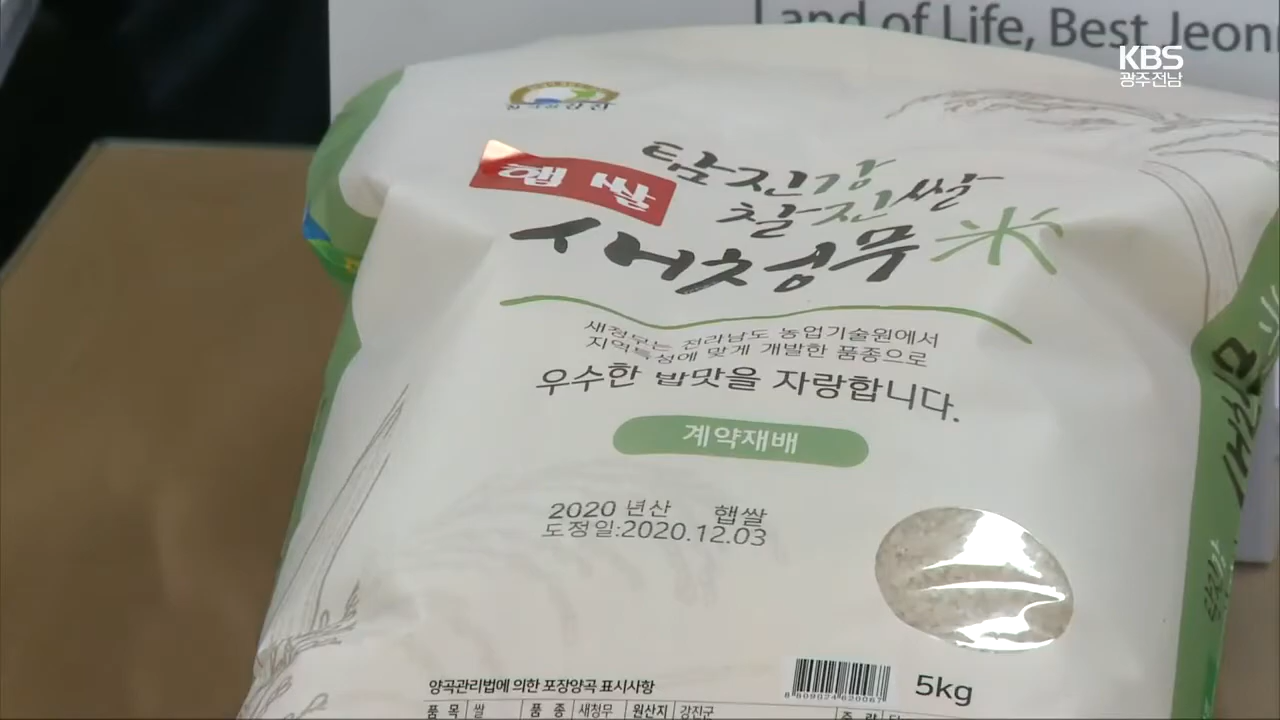 Land of Life, Best Jeon
KBS
광주전남
햅쌀
탐진강
찰진쌀
새청무米
새청무는 전라남도 농업기술원에서
지역특성에 맞게 개발한 품종으로
우수한 밥맛을 자랑합니다.
계약재배
2020 년산 햅쌀
도정일:2020.12.03
새청무
양곡관리법에 의한 포장양곡 표시사항
5kg
품 목 쌀 품 종 새청무 원산지 강진군